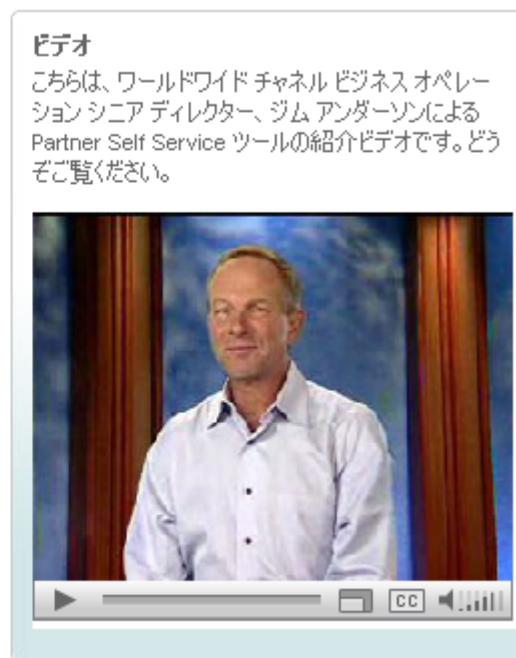 ビデオ
こちらは、ワールドワイド チャネル ビジネス オペレー
ション シニア ディレクター、ジム アンダーソンによる
Partner Self Service ツールの紹介ビデオです。どう
ぞご覧ください。
CC